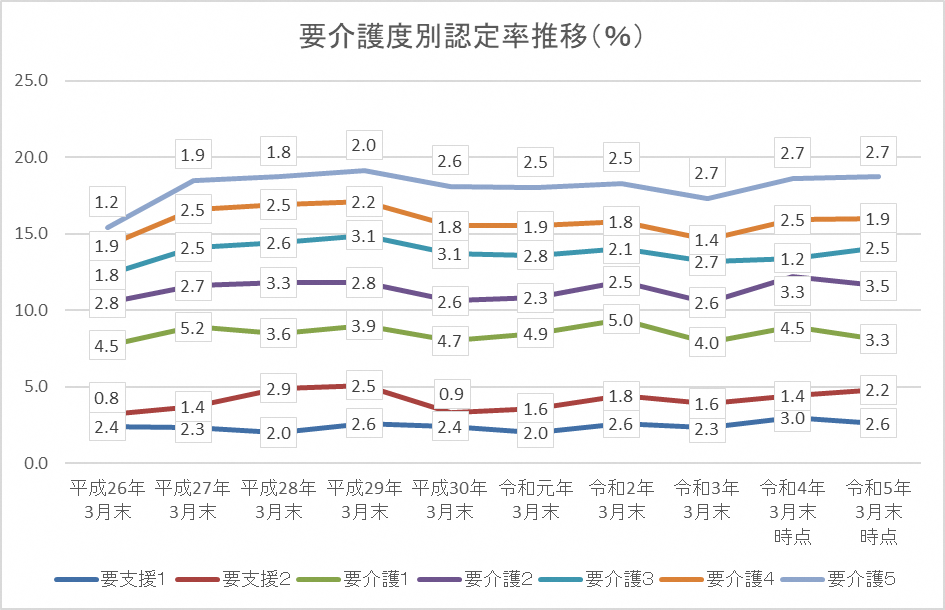 要介護度別認定率推移(%)
25.0
20.0
15.0
10.0
5.0
0.0
1.2 1.9 1.8 2.0 2.6 2.5 2.5 2.7 2.7 2.7
1.9 2.5 2.5 2.2 1.8 1.9 1.8 1.4 2.5 1.9
1.8 2.5 2.6 3.1 3.1 2.8 2.1 2.7 1.2 2.5
2.8 2.7 3.3 2.8 2.6 2.3 2.5 2.6 3.3 3.5
4.5 5.2 3.6 3.9 4.7 4.9 5.0 4.0 4.5 3.3
0.8 1.4 2.9 2.5 0.9 1.6 1.8 1.6 1.4 2.2
2.4 2.3 2.0 2.6 2.4 2.0 2.6 2.3 3.0 2.6
平成26年 平成27年 平成28年 平成29年 平成30年 令和元年 令和2年 令和3年 令和4年 令和5年
3月末 3月末 3月末 3月末 3月末 3月末 3月末 3月末 3月末 3月末
時点 時点
要支援1 要支援2 要介護1 要介護2 要介護3 要介護4 要介護5